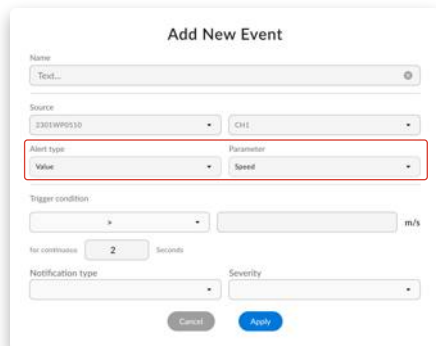 Add New Event
Name
Text...
Source
2301WP0510 CH1
Alert type Parameter
Value Speed
Trigger condition
> m/s
for continuous 2 Seconds
Notification type Severity
Cancel Apply